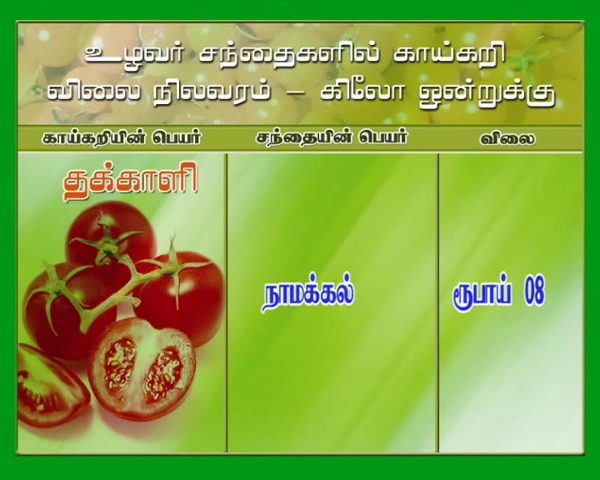 உழவர் சந்தைகளில் காய்கறி
விலை நிலவரம் – கிலோ ஒன்றுக்கு
காய்கறியின் பெயர் சந்தையின் பெயர் விலை
தக்காளி
நாமக்கல் ரூபாய் 08